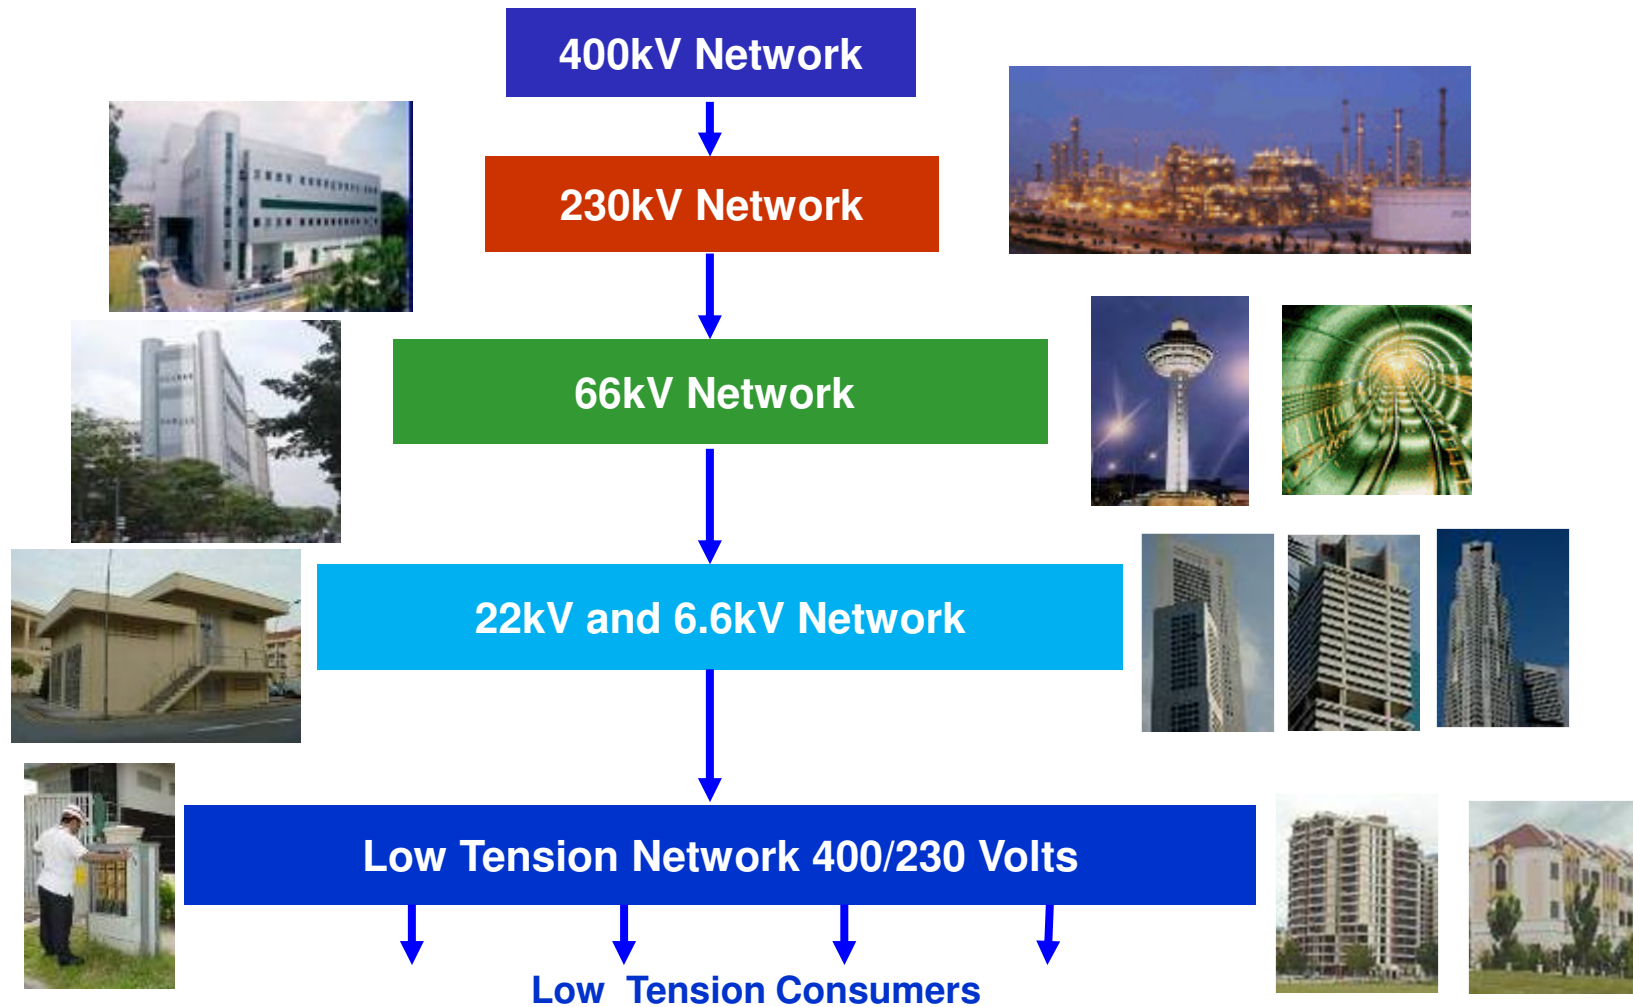 400kV Network
230kV Network
66kV Network
22kV and 6.6kV Network
Low Tension Network 400/230 Volts
Low Tension Consumers